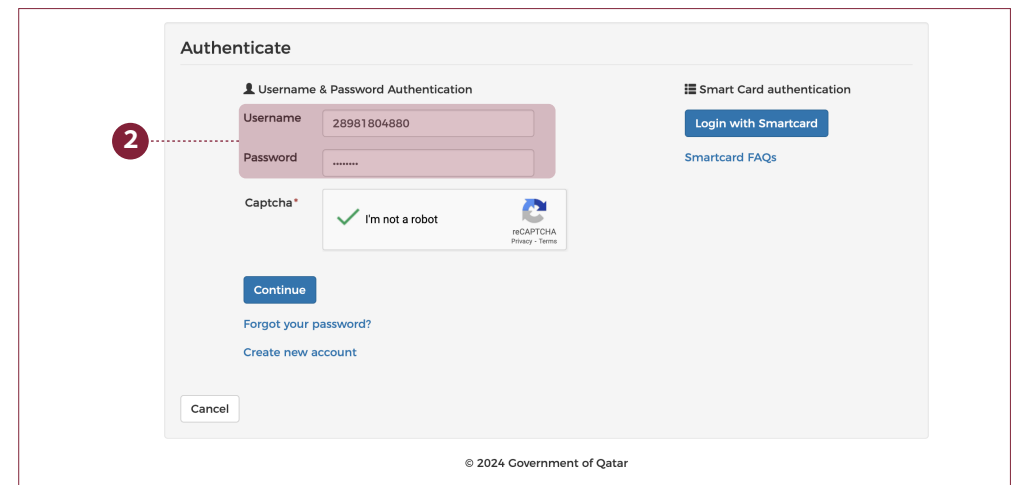 Authenticate
Username & Password Authentication
Smart Card authentication
Username
28981804880
Login with Smartcard
2
Password
........
Smartcard FAQs
Captcha*
I'm not a robot
reCAPTCHA
Privacy - Terms
Continue
Forgot your password?
Create new account
Cancel
© 2024 Government of Qatar